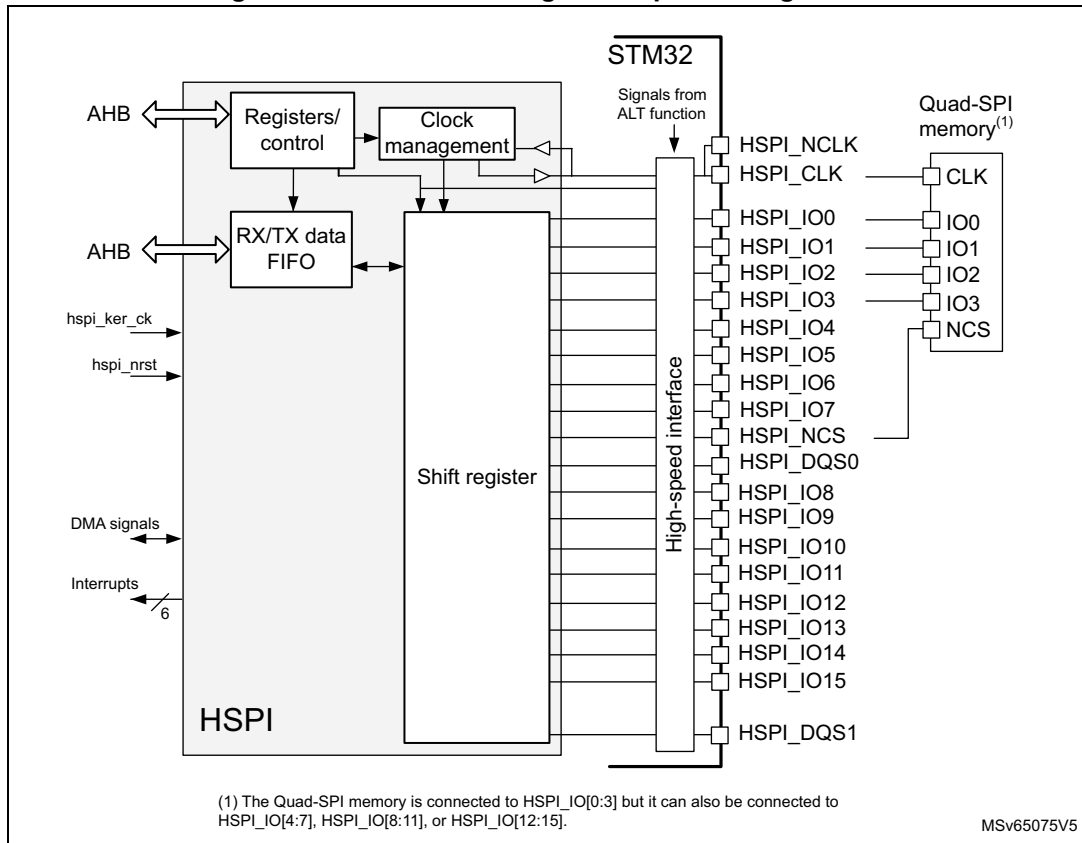 STM32
Signals from
ALT function
Quad-SPI
memory(1)
AHB
Registers/
control
Clock
management
HSPI_NCLK
HSPI_CLK
CLK
AHB
RX/TX data
FIFO
HSPI_IO0
IO0
HSPI_IO1
IO1
HSPI_IO2
IO2
HSPI_IO3
IO3
hspi_ker_ck
HSPI_IO4
NCS
hspi_nrst
HSPI_IO5
HSPI_IO6
HSPI_IO7
HSPI_NCS
HSPI_DQS0
Shift register
High-speed interface
HSPI_IO8
HSPI_IO9
DMA signals
HSPI_IO10
HSPI_IO11
Interrupts
6
HSPI_IO12
HSPI_IO13
HSPI_IO14
HSPI_IO15
HSPI
HSPI_DQS1
(1) The Quad-SPI memory is connected to HSPI_IO[0:3] but it can also be connected to
HSPI_IO[4:7], HSPI_IO[8:11], or HSPI_IO[12:15].
MSv65075V5